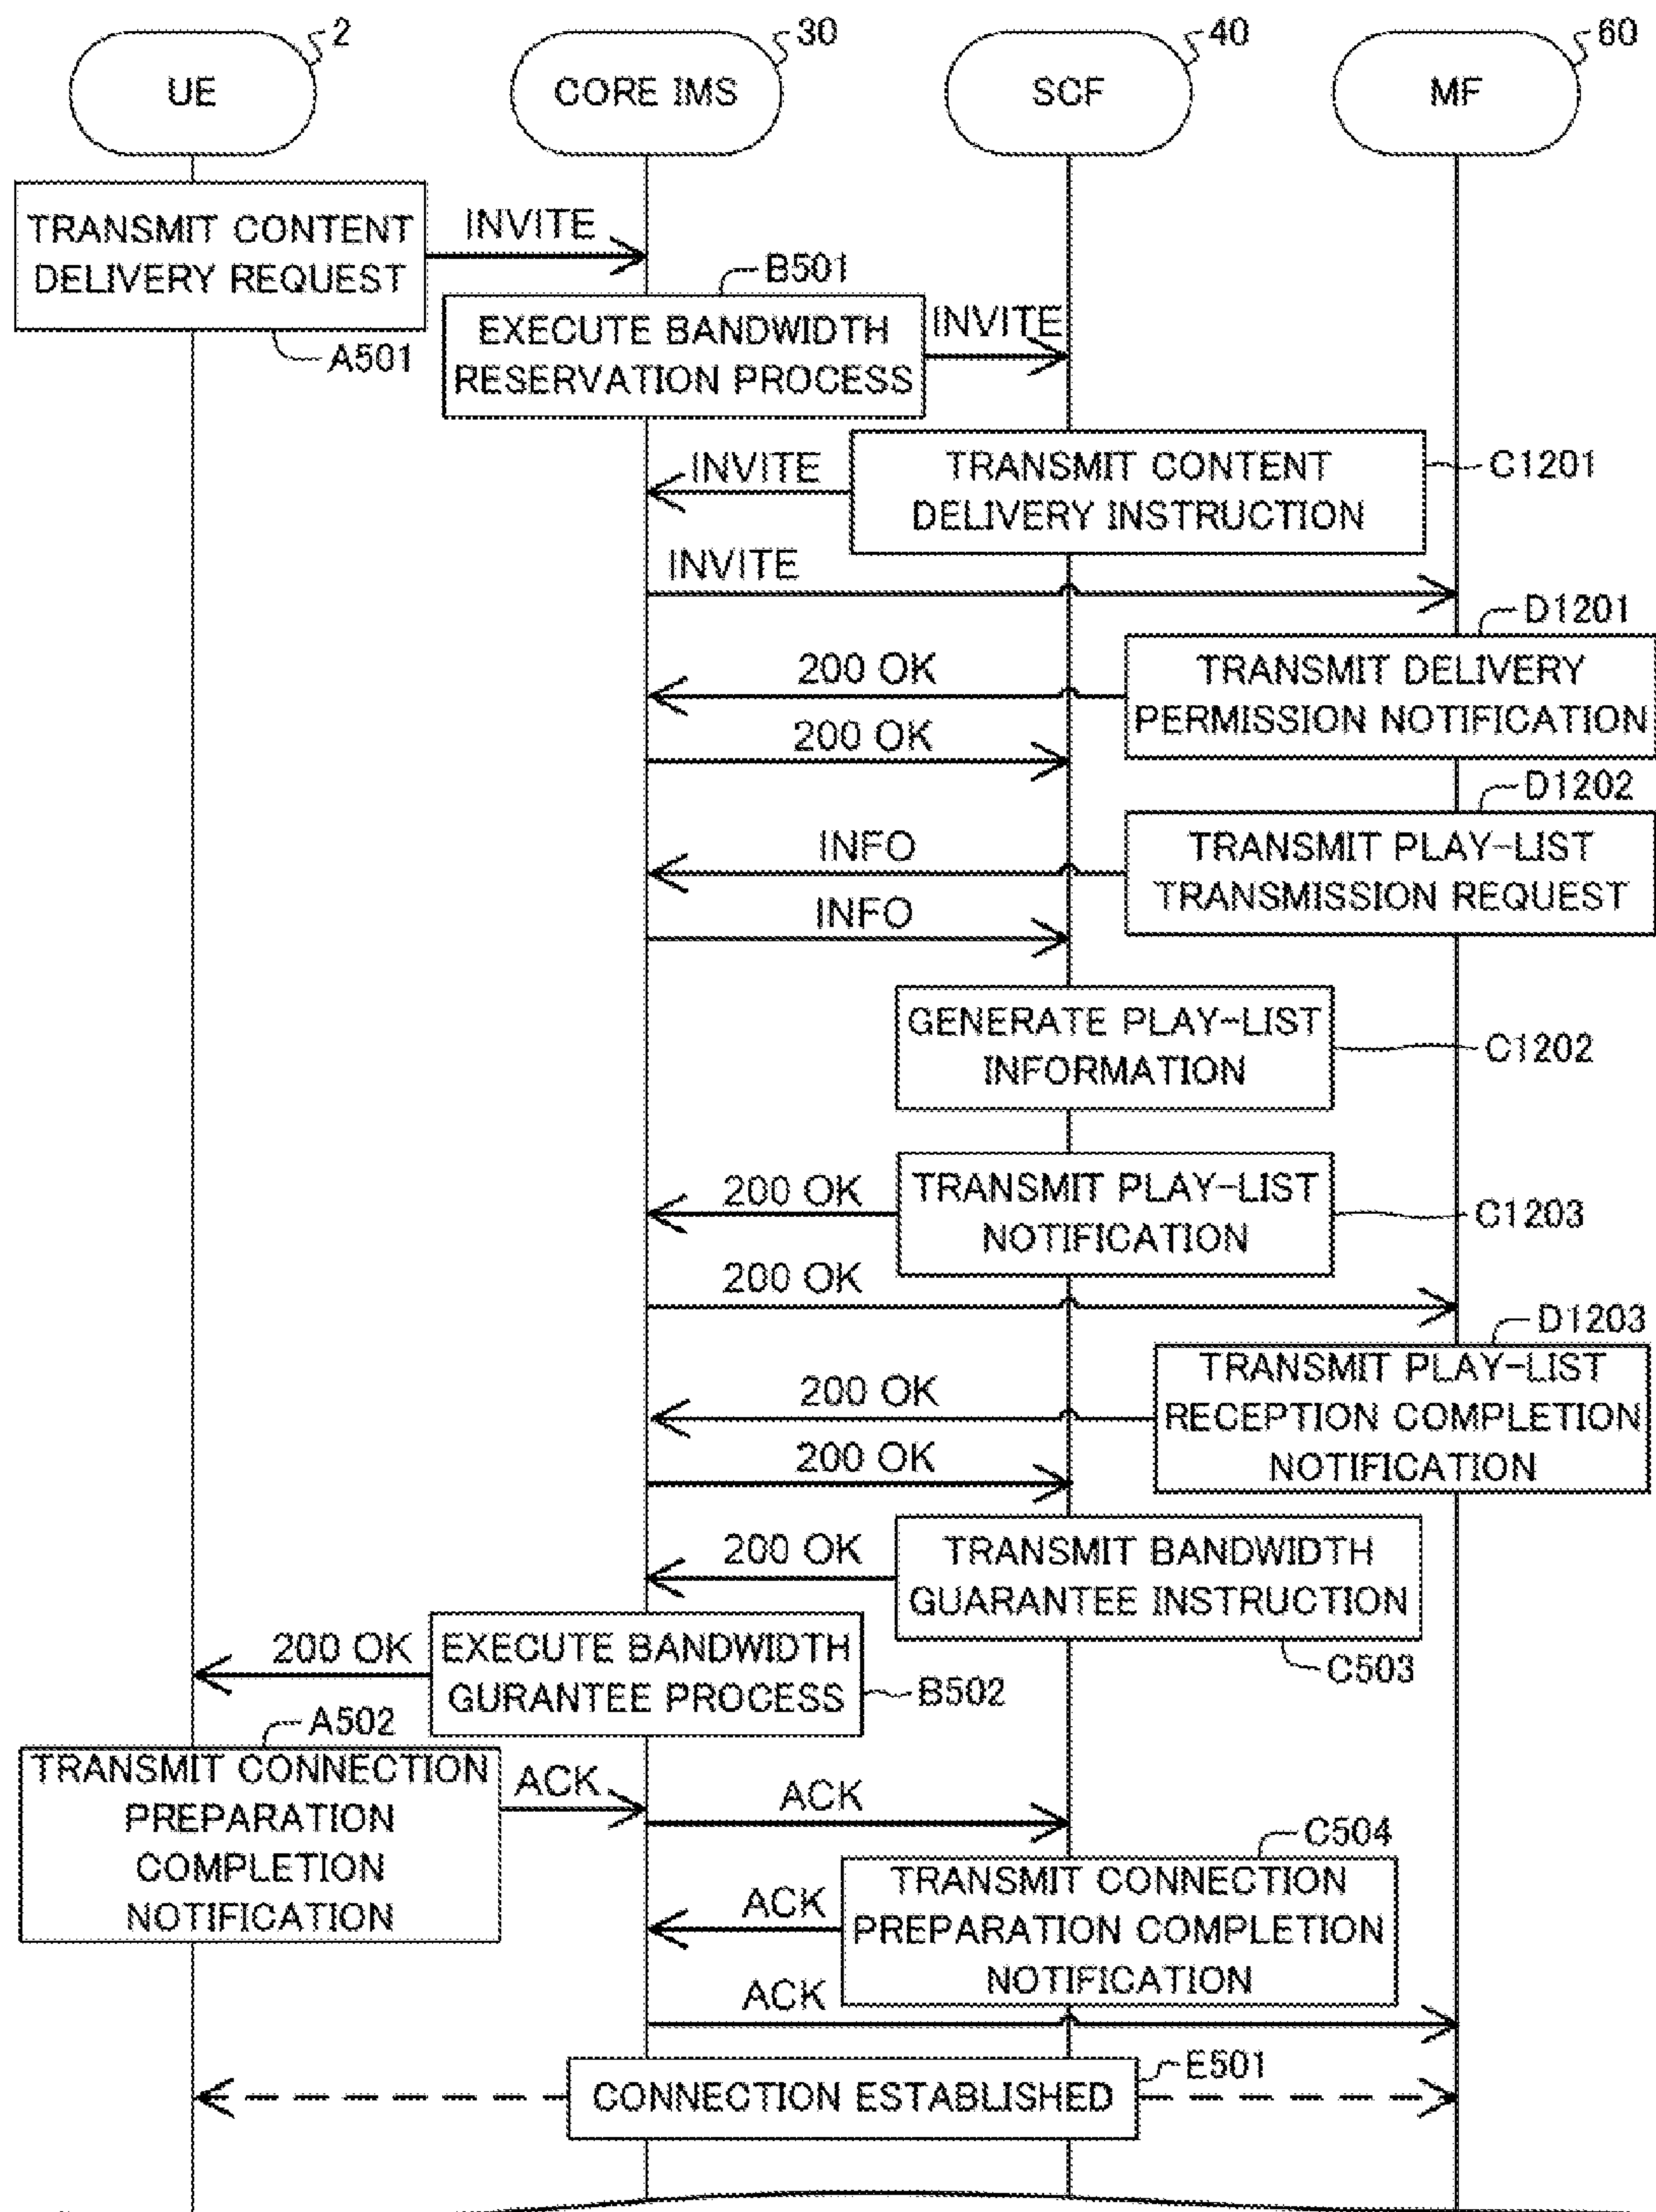 2
30
40
60
UE
CORE IMS
SCF
MF
TRANSMIT CONTENT
DELIVERY REQUEST
INVITE
A501
B501
EXECUTE BANDWIDTH
RESERVATION PROCESS
INVITE
INVITE
TRANSMIT CONTENT
DELIVERY INSTRUCTION
C1201
INVITE
D1201
200 OK
TRANSMIT DELIVERY
PERMISSION NOTIFICATION
200 OK
D1202
INFO
TRANSMIT PLAY-LIST
TRANSMISSION REQUEST
INFO
GENERATE PLAY-LIST
INFORMATION
C1202
200 OK
TRANSMIT PLAY-LIST
NOTIFICATION
C1203
200 OK
D1203
200 OK
TRANSMIT PLAY-LIST
RECEPTION COMPLETION
NOTIFICATION
200 OK
200 OK
TRANSMIT BANDWIDTH
GUARANTEE INSTRUCTION
C503
200 OK
EXECUTE BANDWIDTH
GURANTEE PROCESS
B502
A502
TRANSMIT CONNECTION
PREPARATION
COMPLETION
NOTIFICATION
ACK
ACK
C504
ACK
TRANSMIT CONNECTION
PREPARATION COMPLETION
NOTIFICATION
ACK
E501
CONNECTION ESTABLISHED